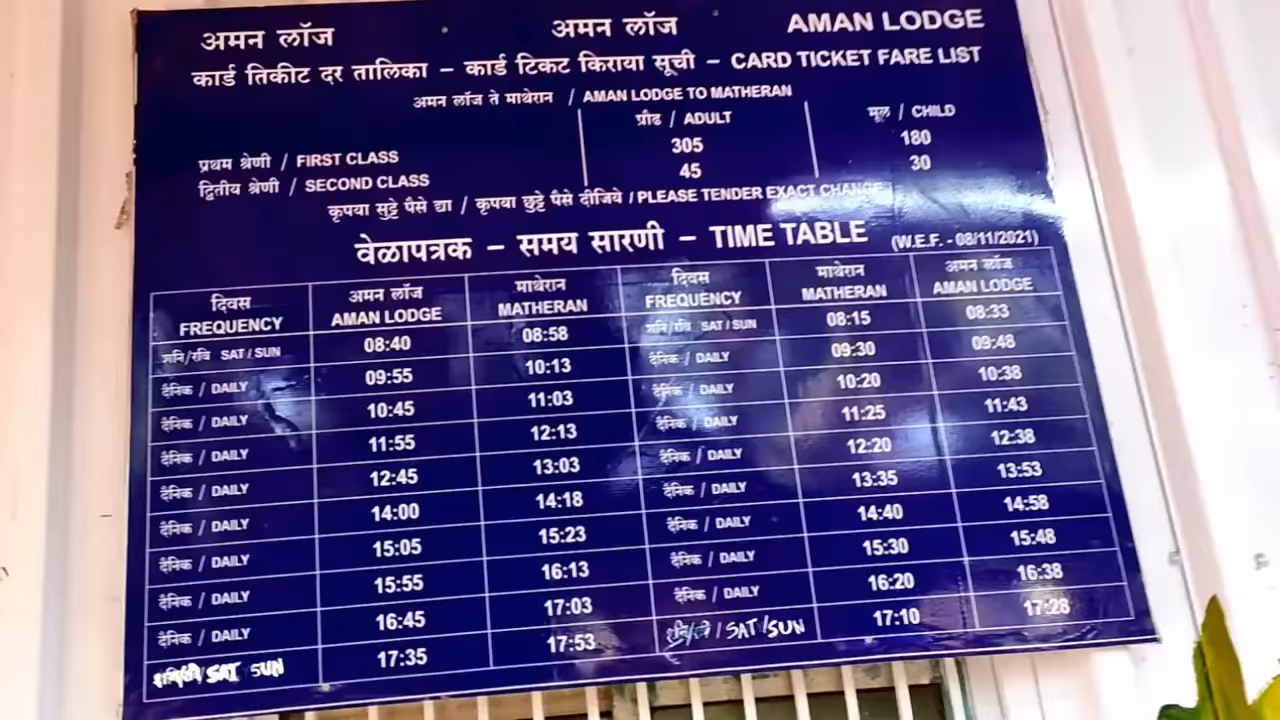 अमन लॉज अमन लॉज AMAN LODGE
कार्ड तिकीट दर तालिका – कार्ड टिकट किराया सूची – CARD TICKET FARE LIST
अमन लॉज ते माथेरान / AMAN LODGE TO MATHERAN
प्रौढ / ADULT मूल / CHILD
प्रथम श्रेणी / FIRST CLASS 305 180
द्वितीय श्रेणी / SECOND CLASS 45 30
कृपया सुट्टे पैसे द्या / कृपया छुट्टे पैसे दीजिये / PLEASE TENDER EXACT CHANGE
वेळापत्रक – समय सारणी – TIME TABLE (W.E.F. - 08/11/2021)
दिवस अमन लॉज माथेरान दिवस माथेरान अमन लॉज
FREQUENCY AMAN LODGE MATHERAN FREQUENCY MATHERAN AMAN LODGE
शनि/रवि SAT / SUN 08:40 08:58 शनि/रवि SAT / SUN 08:15 08:33
दैनिक / DAILY 09:55 10:13 दैनिक / DAILY 09:30 09:48
दैनिक / DAILY 10:45 11:03 दैनिक / DAILY 10:20 10:38
दैनिक / DAILY 11:55 12:13 दैनिक / DAILY 11:25 11:43
दैनिक / DAILY 12:45 13:03 दैनिक / DAILY 12:20 12:38
दैनिक / DAILY 14:00 14:18 दैनिक / DAILY 13:35 13:53
दैनिक / DAILY 15:05 15:23 दैनिक / DAILY 14:40 14:58
दैनिक / DAILY 15:55 16:13 दैनिक / DAILY 15:30 15:48
दैनिक / DAILY 16:45 17:03 दैनिक / DAILY 16:20 16:38
SAT SUN 17:35 17:53 / SAT/SUN 17:10 17:28